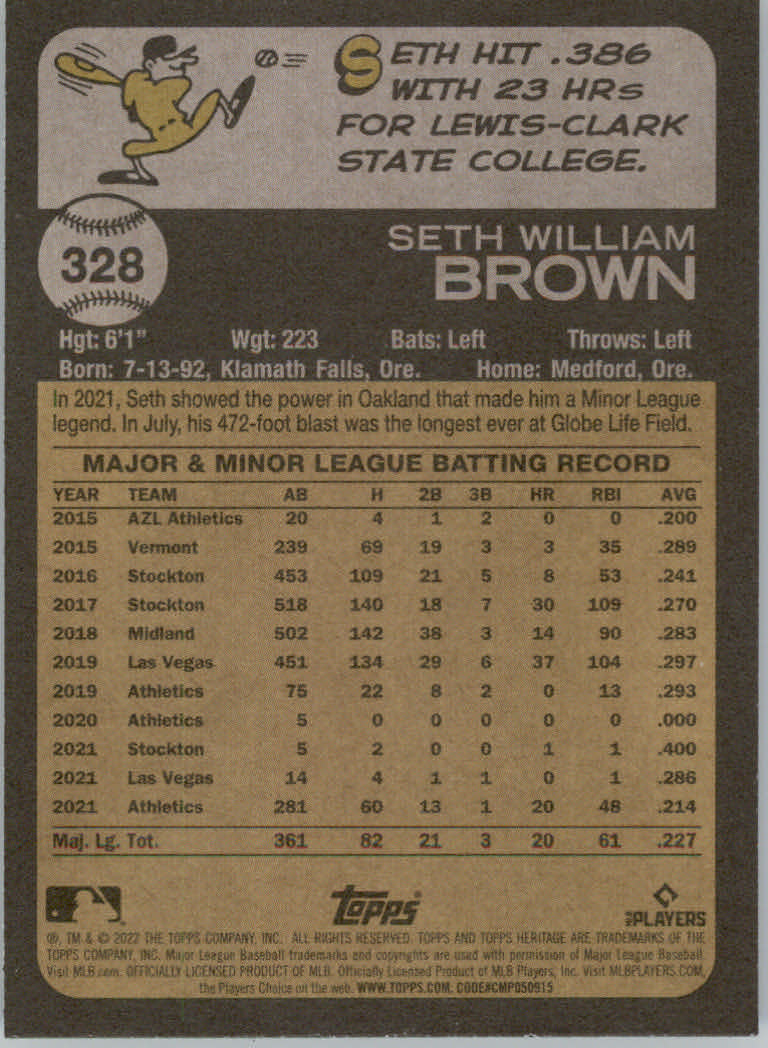 SETH HIT .386
WITH 23 HRs
FOR LEWIS-CLARK
STATE COLLEGE.
328
SETH WILLIAM
BROWN
Hgt: 6'1" Wgt: 223 Bats: Left Throws: Left
Born: 7-13-92, Klamath Falls, Ore. Home: Medford, Ore.
In 2021, Seth showed the power in Oakland that made him a Minor League
legend. In July, his 472-foot blast was the longest ever at Globe Life Field.
MAJOR & MINOR LEAGUE BATTING RECORD
YEAR TEAM AB H 2B 3B HR RBI AVG
2015 AZL Athletics 20 4 1 2 0 0 .200
2015 Vermont 239 69 19 3 3 35 .289
2016 Stockton 453 109 21 5 8 53 .241
2017 Stockton 518 140 18 7 30 109 .270
2018 Midland 502 142 38 3 14 90 .283
2019 Las Vegas 451 134 29 6 37 104 .297
2019 Athletics 75 22 8 2 0 13 .293
2020 Athletics 5 0 0 0 0 0 .000
2021 Stockton 5 2 0 0 1 1 .400
2021 Las Vegas 14 4 1 1 0 1 .286
2021 Athletics 281 60 13 1 20 48 .214
Maj. Lg. Tot. 361 82 21 3 20 61 .227
Topps
PLAYERS
®, TM & © 2022 THE TOPPS COMPANY, INC. ALL RIGHTS RESERVED. TOPPS AND TOPPS HERITAGE ARE TRADEMARKS OF THE
TOPPS COMPANY, INC. Major League Baseball trademarks and copyrights are used with permission of Major League Baseball.
Visit MLB.com. OFFICIALLY LICENSED PRODUCT OF MLB. Officially Licensed Product of MLB Players, Inc. Visit MLBPLAYERS.COM,
the Players Choice on the web. WWW.TOPPS.COM. CODE#CMP050915